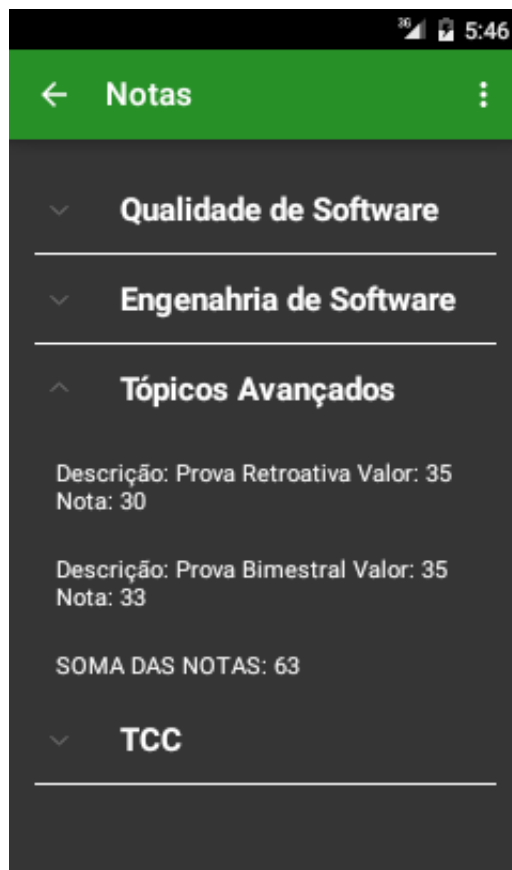 3G 5:46
Notas
Qualidade de Software
Engenahria de Software
Tópicos Avançados
Descrição: Prova Retroativa Valor: 35
Nota: 30
Descrição: Prova Bimestral Valor: 35
Nota: 33
SOMA DAS NOTAS: 63
TCC